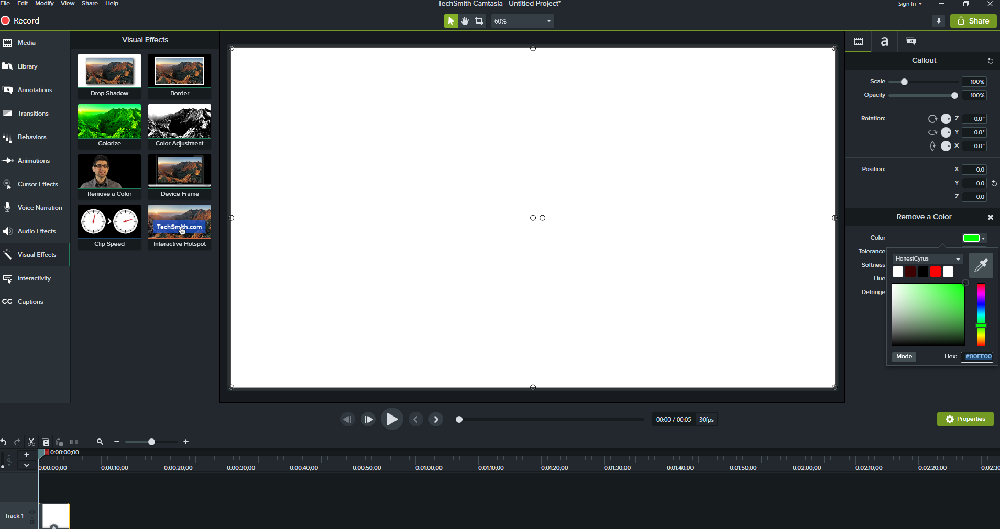 File Edit Modify View Share Help
TechSmith Camtasia - Untitled Project*
Sign In
Record
60%
Share
Media
Library
Annotations
Transitions
Behaviors
Animations
Cursor Effects
Voice Narration
Audio Effects
Visual Effects
Interactivity
CC Captions
Visual Effects
Drop Shadow
Border
Colorize
Color Adjustment
Remove a Color
Device Frame
Clip Speed
TechSmith.com
Interactive Hotspot
a
a
Callout
Scale 100%
Opacity 100%
Rotation: Z 0.0°
Y 0.0°
X 0.0°
Position: X 0.0
Y 0.0
Z 0.0
Remove a Color
Color
Tolerance
Softness
Hue
Defringe
HonestCyrus
Mode Hex: #00FF00
00:00 / 00:05 30fps
Properties
0:00:00;00
0:00:00;00 0:00:10;00 0:00:20;00 0:00:30;00 0:00:40;00 0:00:50;00 0:01:00;00 0:01:10;00 0:01:20;00 0:01:30;00 0:01:40;00 0:01:50;00 0:02:00;00 0:02:10;00 0:02:20;00 0:02:30
Track 1